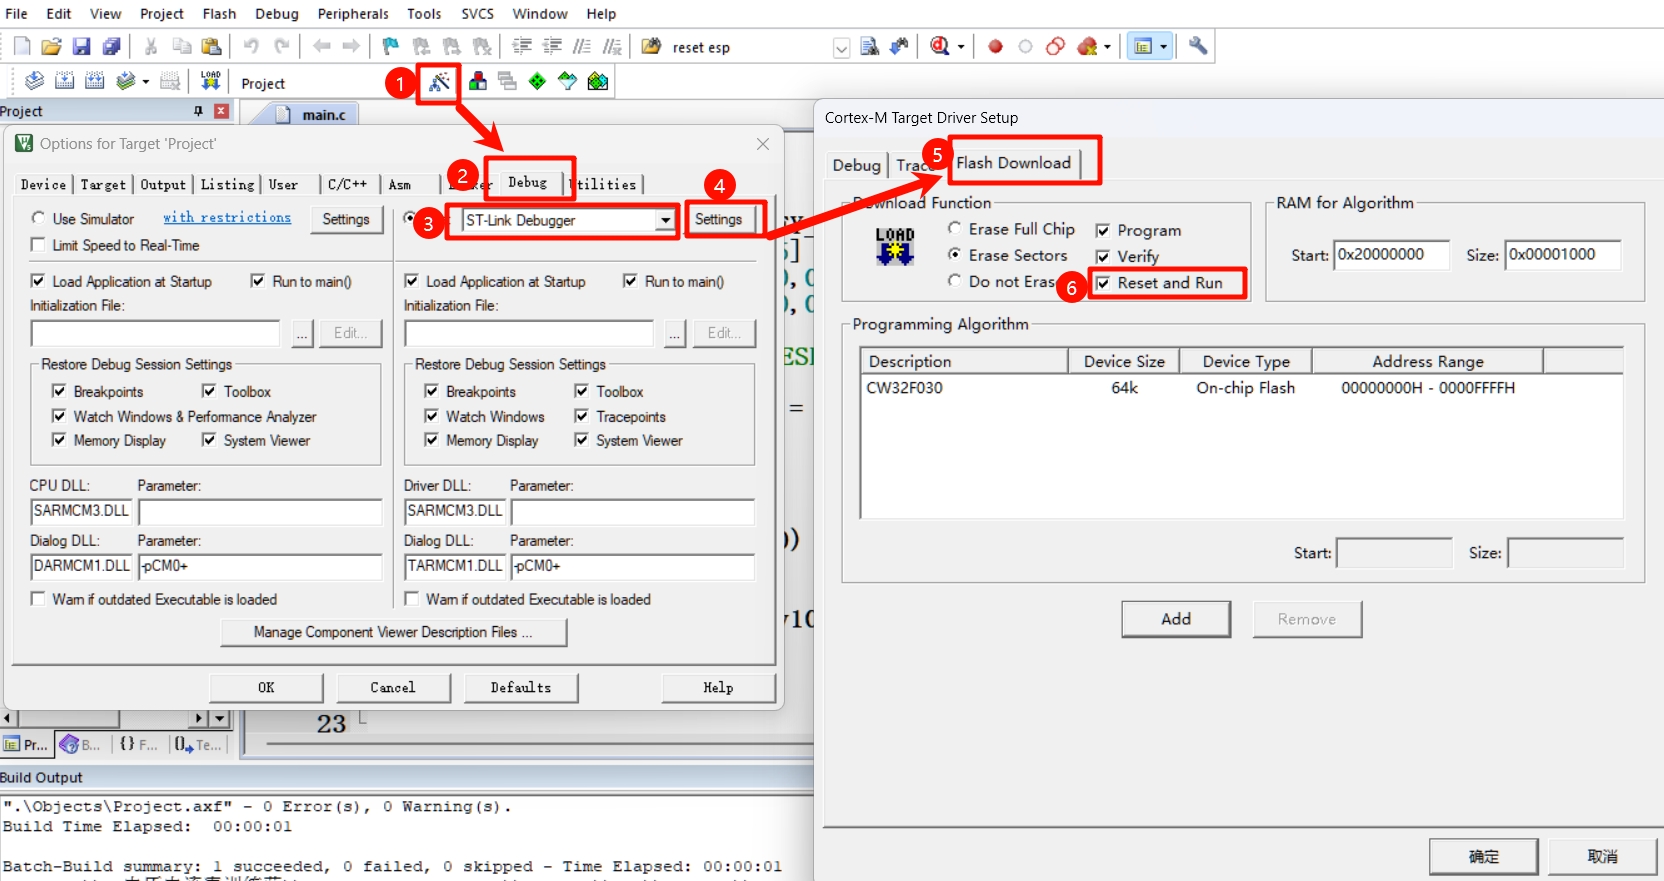 File Edit View Project Flash Debug Peripherals Tools SVCS Window Help
reset esp
LOAD
Project
1
Project
main.c
Options for Target 'Project'
2
Device Target Output Listing User C/C++ Asm Debug Utilities
3
4
Use Simulator with restrictions Settings
ST-Link Debugger Settings
Limit Speed to Real-Time
Load Application at Startup Run to main()
Load Application at Startup Run to main()
Initialization File:
Initialization File:
... Edit...
... Edit...
Restore Debug Session Settings
Breakpoints Toolbox
Watch Windows & Performance Analyzer
Memory Display System Viewer
Restore Debug Session Settings
Breakpoints Toolbox
Watch Windows Tracepoints
Memory Display System Viewer
CPU DLL: Parameter:
SARMCM3.DLL
Driver DLL: Parameter:
SARMCM3.DLL
Dialog DLL: Parameter:
DARMCM1.DLL -pCM0+
Dialog DLL: Parameter:
TARMCM1.DLL -pCM0+
Warn if outdated Executable is loaded
Warn if outdated Executable is loaded
Manage Component Viewer Description Files ...
OK Cancel Defaults Help
23
Pr... B... {} F... Te...
Build Output
".\Objects\Project.axf" - 0 Error(s), 0 Warning(s).
Build Time Elapsed: 00:00:01
Batch-Build summary: 1 succeeded, 0 failed, 0 skipped - Time Elapsed: 00:00:01
Cortex-M Target Driver Setup
5
Debug Trace Flash Download
Download Function
LOAD
Erase Full Chip Program
Erase Sectors Verify
Do not Erase
6
Reset and Run
RAM for Algorithm
Start: 0x20000000 Size: 0x00001000
Programming Algorithm
Description Device Size Device Type Address Range
CW32F030 64k On-chip Flash 00000000H - 0000FFFFH
Start: Size:
Add Remove
确定 取消